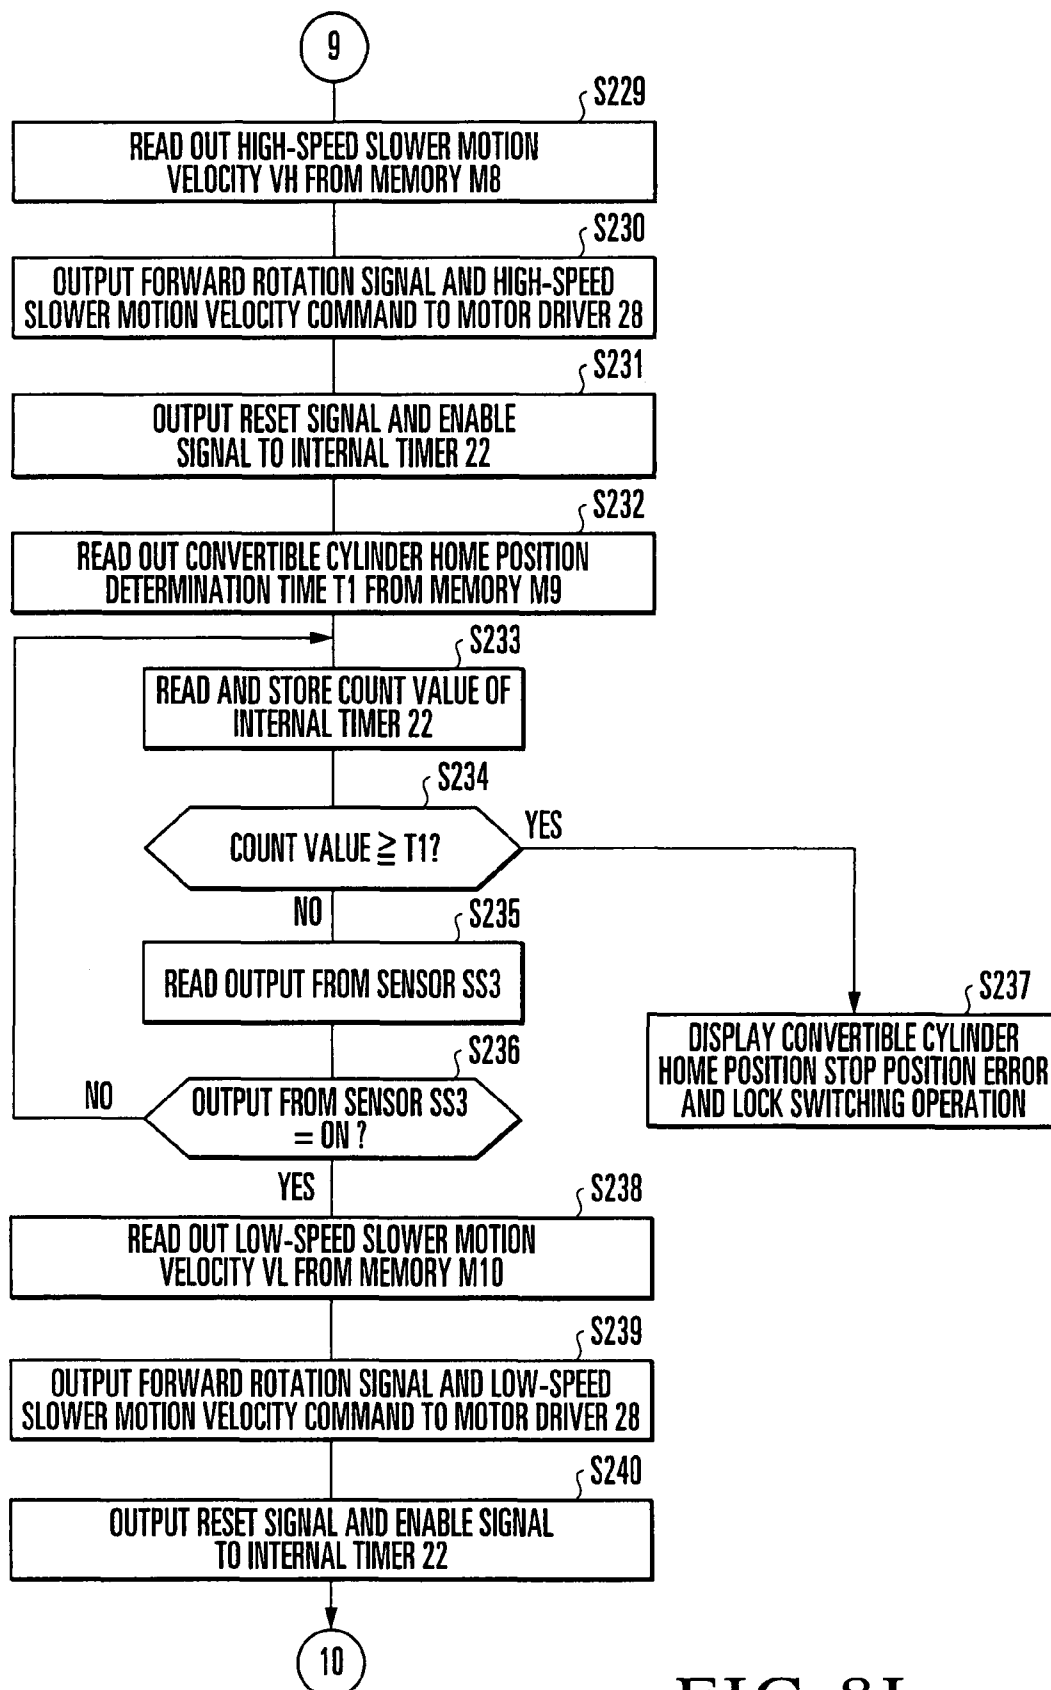 9
S229
READ OUT HIGH-SPEED SLOWER MOTION
VELOCITY VH FROM MEMORY M8
S230
OUTPUT FORWARD ROTATION SIGNAL AND HIGH-SPEED
SLOWER MOTION VELOCITY COMMAND TO MOTOR DRIVER 28
S231
OUTPUT RESET SIGNAL AND ENABLE
SIGNAL TO INTERNAL TIMER 22
S232
READ OUT CONVERTIBLE CYLINDER HOME POSITION
DETERMINATION TIME T1 FROM MEMORY M9
S233
READ AND STORE COUNT VALUE OF
INTERNAL TIMER 22
S234
COUNT VALUE ≧ T1?
YES
NO
S235
READ OUTPUT FROM SENSOR SS3
S237
DISPLAY CONVERTIBLE CYLINDER
HOME POSITION STOP POSITION ERROR
AND LOCK SWITCHING OPERATION
S236
OUTPUT FROM SENSOR SS3
= ON ?
NO
YES
S238
READ OUT LOW-SPEED SLOWER MOTION
VELOCITY VL FROM MEMORY M10
S239
OUTPUT FORWARD ROTATION SIGNAL AND LOW-SPEED
SLOWER MOTION VELOCITY COMMAND TO MOTOR DRIVER 28
S240
OUTPUT RESET SIGNAL AND ENABLE SIGNAL
TO INTERNAL TIMER 22
10